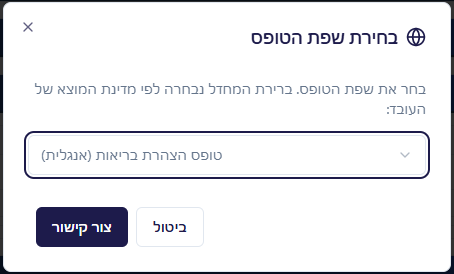 בחירת שפת הטופס
בחר את שפת הטופס. ברירת המחדל נבחרה לפי מדינת המוצא של
העובד:
טופס הצהרת בריאות (אנגלית)
ביטול
צור קישור